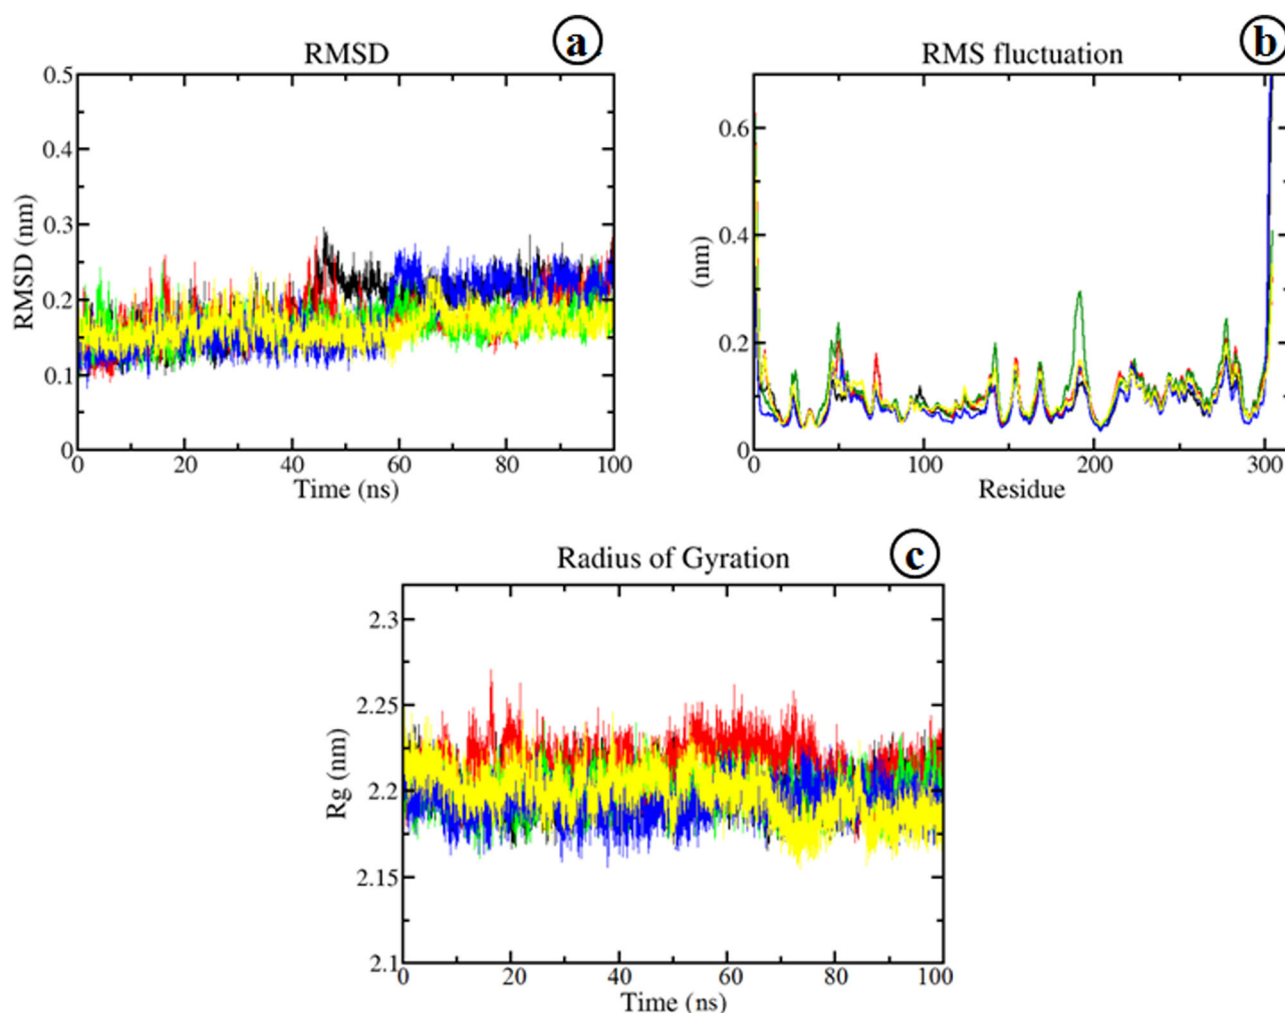 a
RMSD
0.5
0.4
0.3
0.2
0.1
0
RMSD (nm)
0 20 40 60 80 100
Time (ns)
b
RMS fluctuation
0.6
0.4
0.2
0
(nm)
0 100 200 300
Residue
c
Radius of Gyration
2.3
2.25
2.2
2.15
2.1
Rg (nm)
0 20 40 60 80 100
Time (ns)